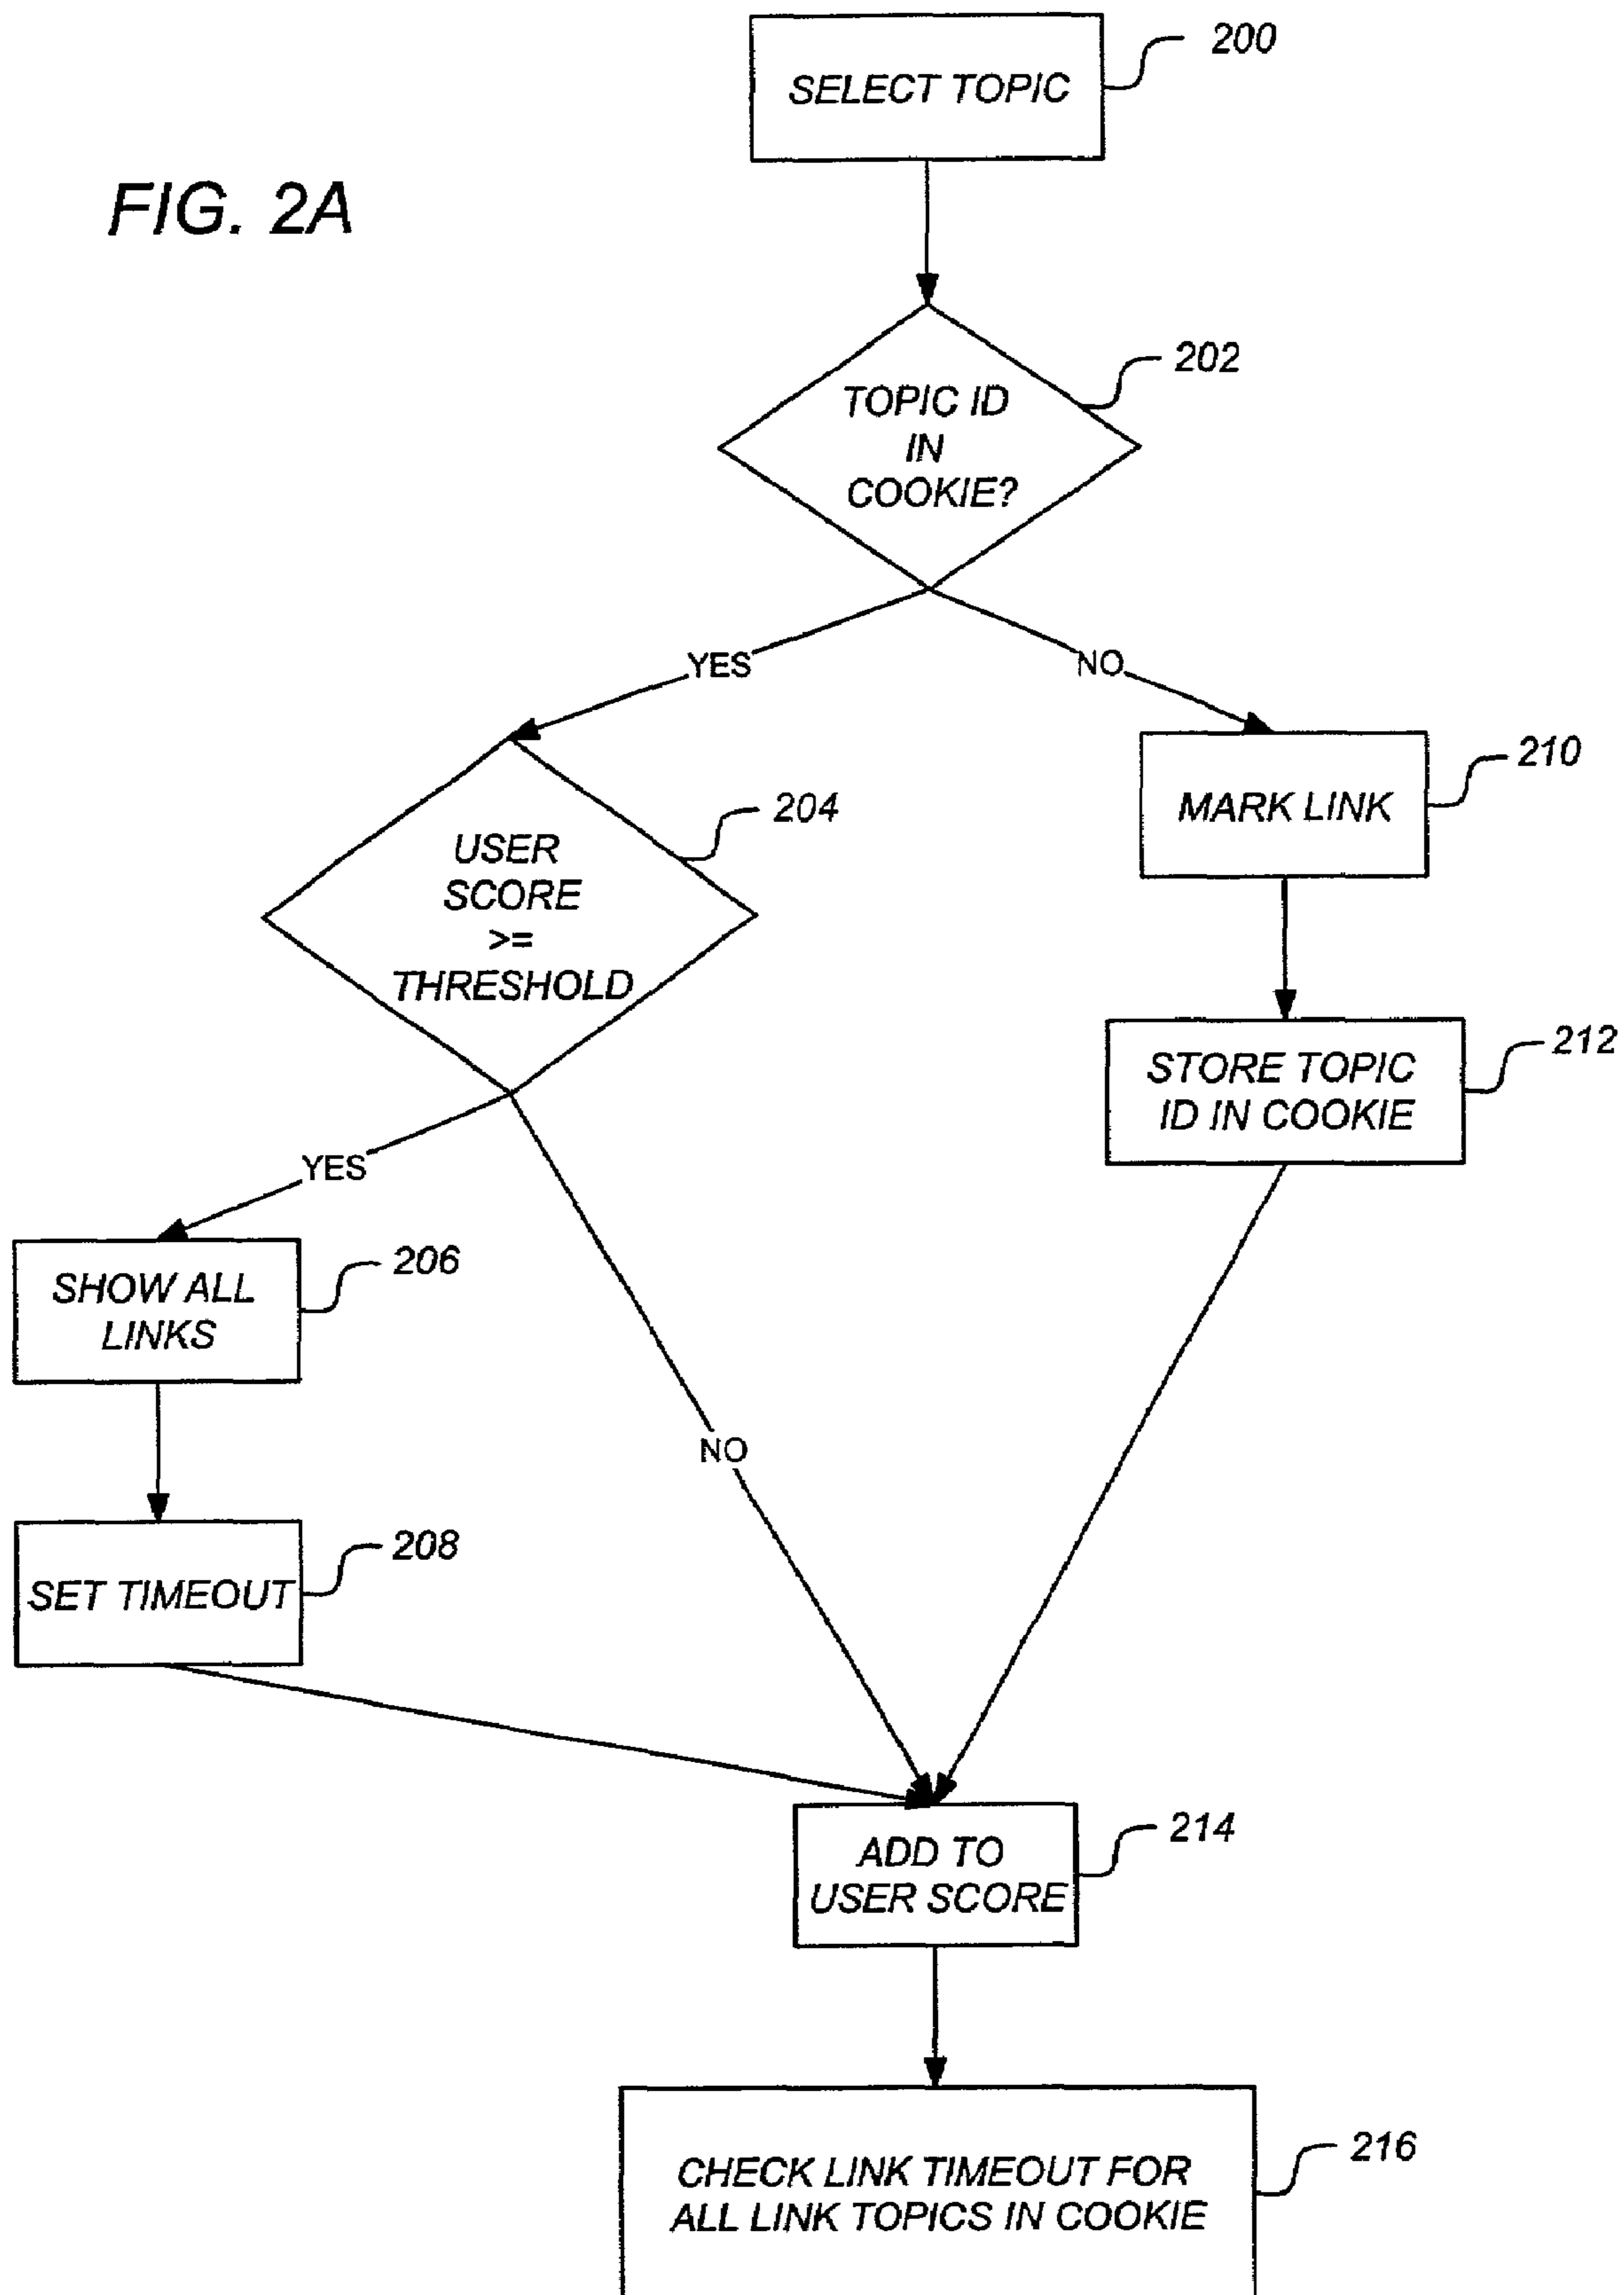 FIG. 2A
SELECT TOPIC
200
TOPIC ID
IN
COOKIE?
202
YES
NO
USER
SCORE
>=
THRESHOLD
204
MARK LINK
210
STORE TOPIC
ID IN COOKIE
212
YES
NO
SHOW ALL
LINKS
206
SET TIMEOUT
208
ADD TO
USER SCORE
214
CHECK LINK TIMEOUT FOR
ALL LINK TOPICS IN COOKIE
216